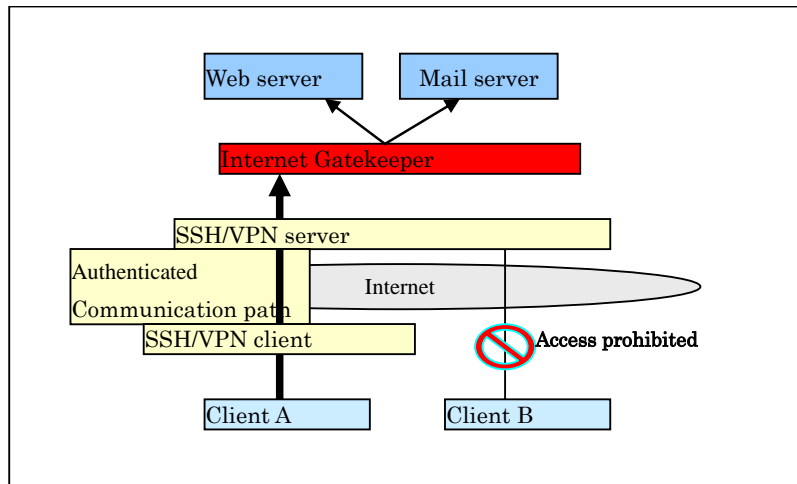 Web server
Mail server
Internet Gatekeeper
SSH/VPN server
Authenticated
Communication path
Internet
SSH/VPN client
Access prohibited
Client A
Client B